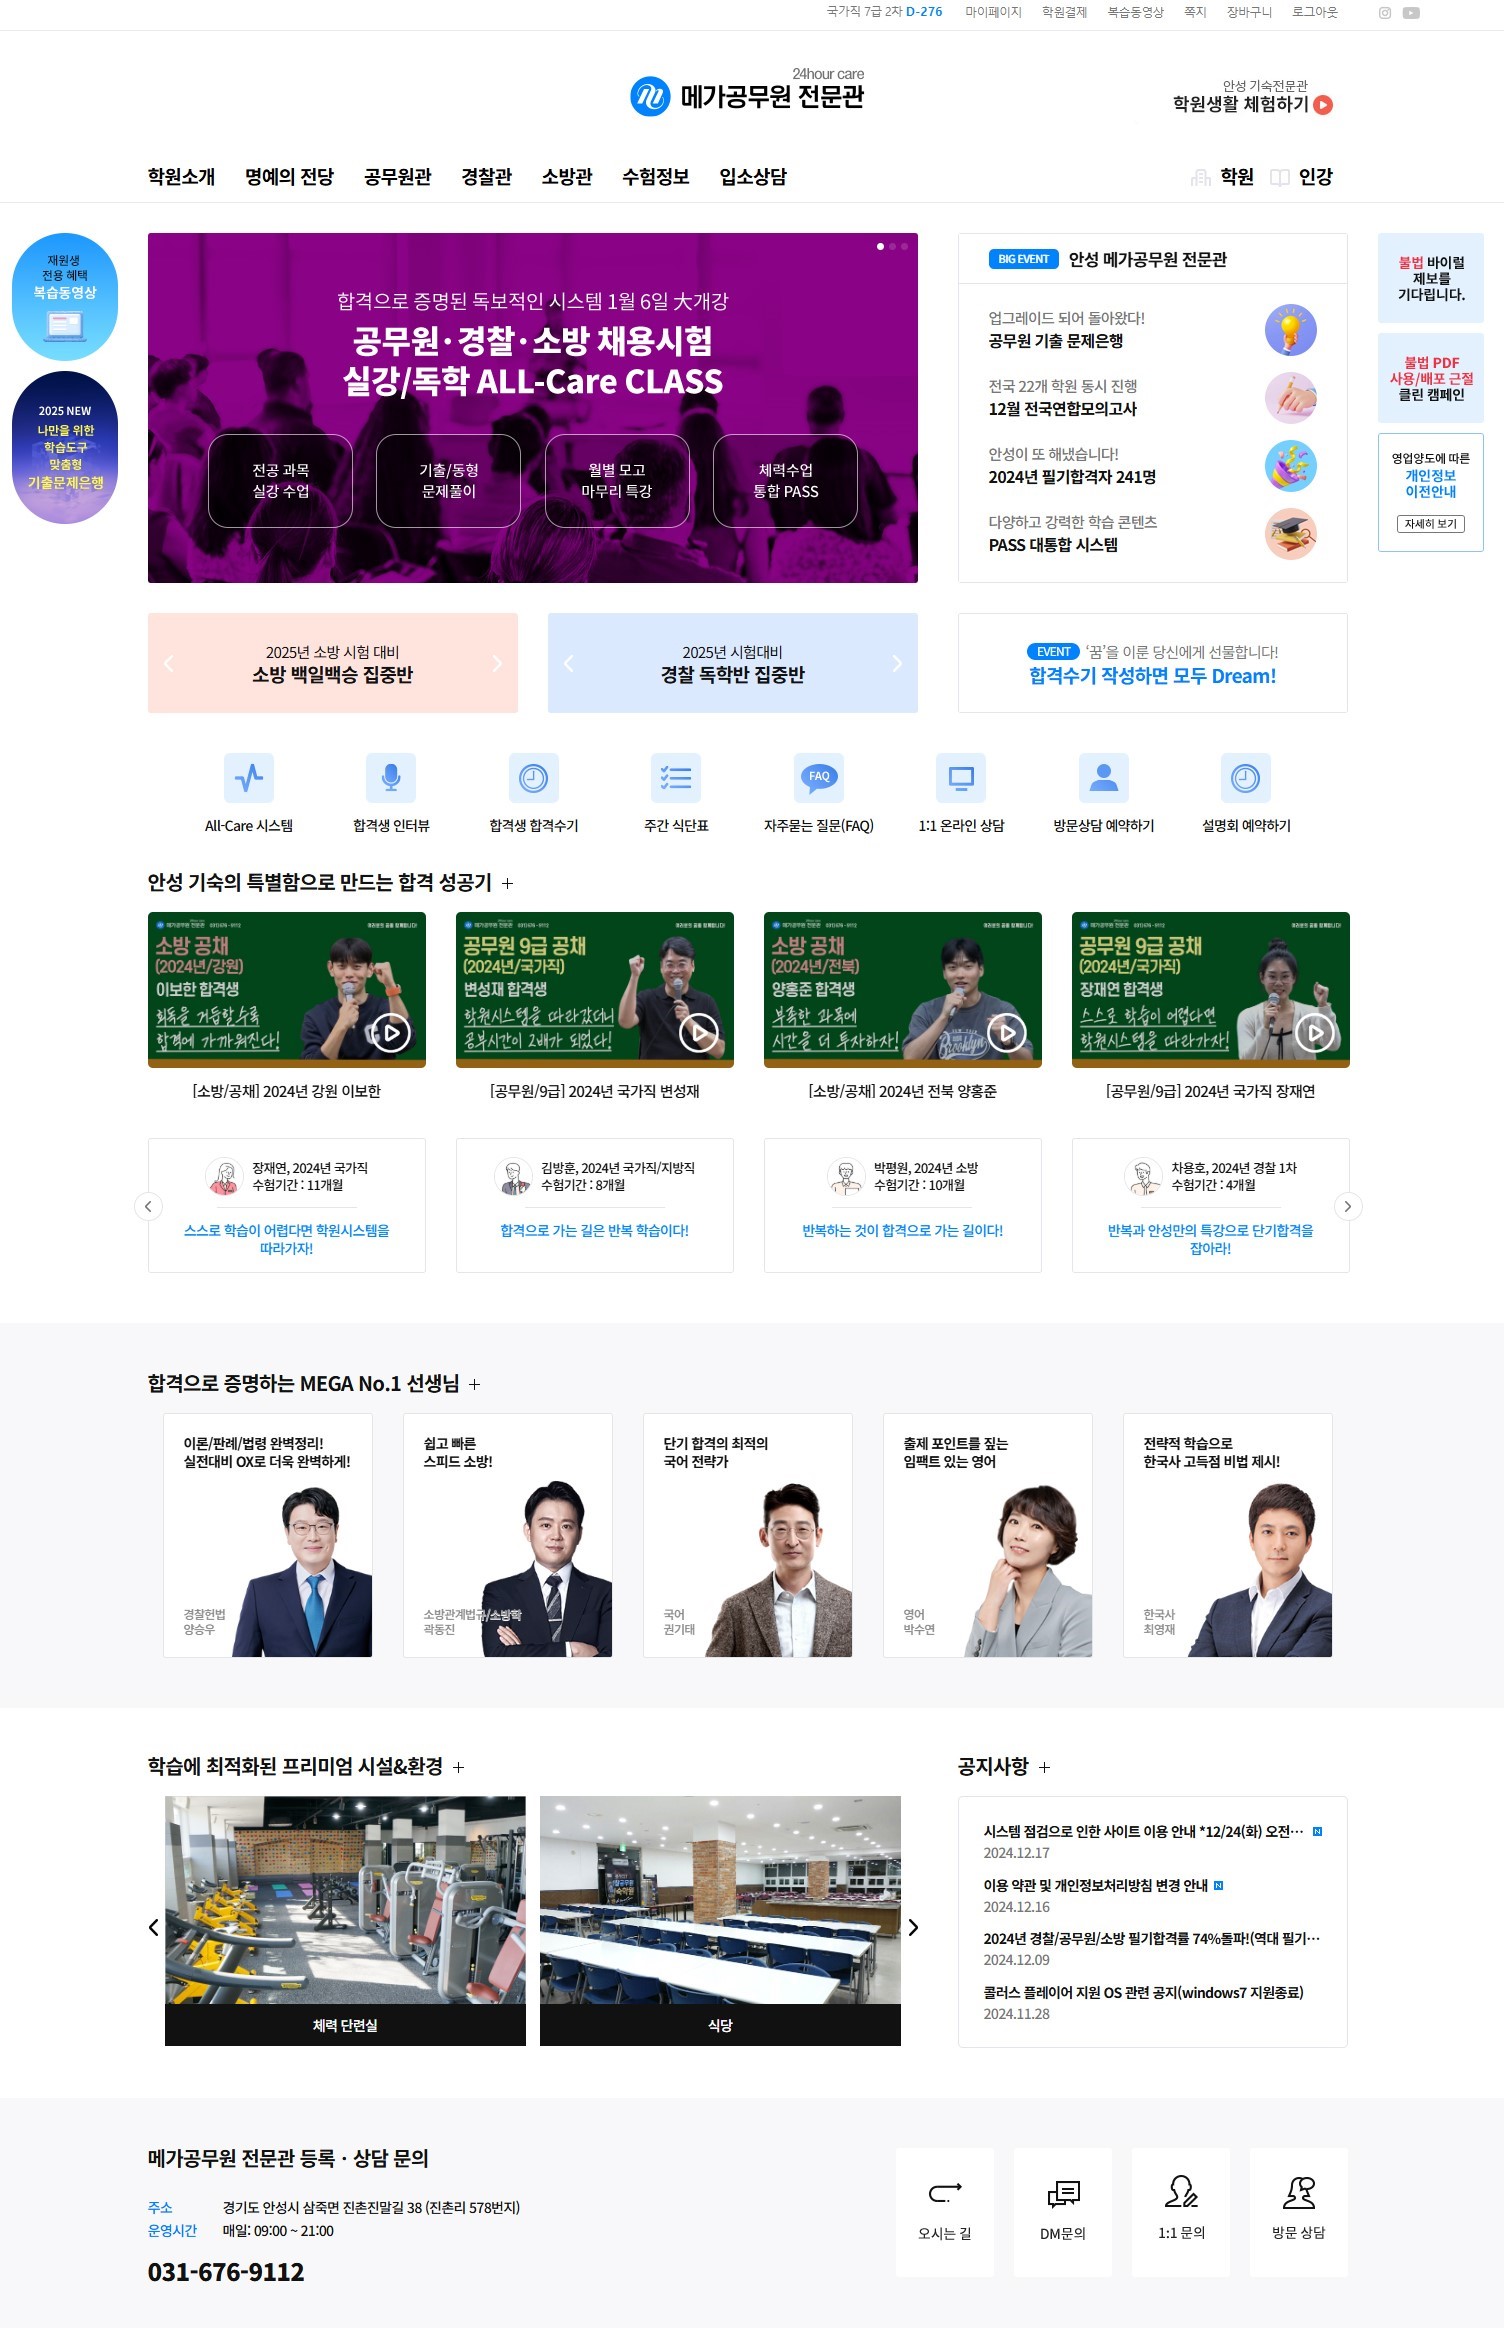 국가직 7급 2차 D-276
마이페이지
학원결제
복습동영상
쪽지
장바구니
로그아웃
24hour care
메가공무원 전문관
안성 기숙전문관
학원생활 체험하기
학원소개
명예의 전당
공무원관
경찰관
소방관
수험정보
입소상담
학원
인강
재원생
전용 혜택
복습동영상
2025 NEW
나만을 위한
학습도구
맞춤형
기출문제은행
합격으로 증명된 독보적인 시스템 1월 6일 大개강
공무원·경찰·소방 채용시험
실강/독학 ALL-Care CLASS
전공 과목
실강 수업
기출/동형
문제풀이
월별 모고
마무리 특강
체력수업
통합 PASS
BIG EVENT 안성 메가공무원 전문관
업그레이드 되어 돌아왔다!
공무원 기출 문제은행
전국 22개 학원 동시 진행
12월 전국연합모의고사
안성이 또 해냈습니다!
2024년 필기합격자 241명
다양하고 강력한 학습 콘텐츠
PASS 대통합 시스템
불법 바이럴
제보를
기다립니다.
불법 PDF
사용/배포 근절
클린 캠페인
영업양도에 따른
개인정보
이전안내
자세히 보기
2025년 소방 시험 대비
소방 백일백승 집중반
2025년 시험대비
경찰 독학반 집중반
EVENT ‘꿈’을 이룬 당신에게 선물합니다!
합격수기 작성하면 모두 Dream!
All-Care 시스템
합격생 인터뷰
합격생 합격수기
주간 식단표
FAQ
자주묻는 질문(FAQ)
1:1 온라인 상담
방문상담 예약하기
설명회 예약하기
안성 기숙의 특별함으로 만드는 합격 성공기 +
메가공무원 전문관
소방 공채
(2024년/강원)
이보한 합격생
회독을 거듭할수록
합격에 가까워진다!
메가공무원 전문관
공무원 9급 공채
(2024년/국가직)
변성재 합격생
학원시스템을 따라갔더니
공부시간이 2배가 되었다!
메가공무원 전문관
소방 공채
(2024년/전북)
양홍준 합격생
부족한 과목에
시간을 더 투자하자!
Brooklyn
메가공무원 전문관
공무원 9급 공채
(2024년/국가직)
장재연 합격생
스스로 학습이 어렵다면
학원시스템을 따라가자!
[소방/공채] 2024년 강원 이보한
[공무원/9급] 2024년 국가직 변성재
[소방/공채] 2024년 전북 양홍준
[공무원/9급] 2024년 국가직 장재연
장재연, 2024년 국가직
수험기간 : 11개월
스스로 학습이 어렵다면 학원시스템을
따라가자!
김방훈, 2024년 국가직/지방직
수험기간 : 8개월
합격으로 가는 길은 반복 학습이다!
박평원, 2024년 소방
수험기간 : 10개월
반복하는 것이 합격으로 가는 길이다!
차용호, 2024년 경찰 1차
수험기간 : 4개월
반복과 안성만의 특강으로 단기합격을
잡아라!
합격으로 증명하는 MEGA No.1 선생님 +
이론/판례/법령 완벽정리!
실전대비 OX로 더욱 완벽하게!
경찰헌법
양승우
쉽고 빠른
스피드 소방!
소방관계법규/소방학
곽동진
단기 합격의 최적의
국어 전략가
국어
권기태
출제 포인트를 짚는
임팩트 있는 영어
영어
박수연
전략적 학습으로
한국사 고득점 비법 제시!
한국사
최영재
학습에 최적화된 프리미엄 시설&환경 +
체력 단련실
식당
공지사항 +
시스템 점검으로 인한 사이트 이용 안내 *12/24(화) 오전… N
2024.12.17
이용 약관 및 개인정보처리방침 변경 안내 N
2024.12.16
2024년 경찰/공무원/소방 필기합격률 74%돌파!(역대 필기…
2024.12.09
콜러스 플레이어 지원 OS 관련 공지(windows7 지원종료)
2024.11.28
메가공무원 전문관 등록 · 상담 문의
주소 경기도 안성시 삼죽면 진촌진말길 38 (진촌리 578번지)
운영시간 매일: 09:00 ~ 21:00
031-676-9112
오시는 길
DM문의
1:1 문의
방문 상담